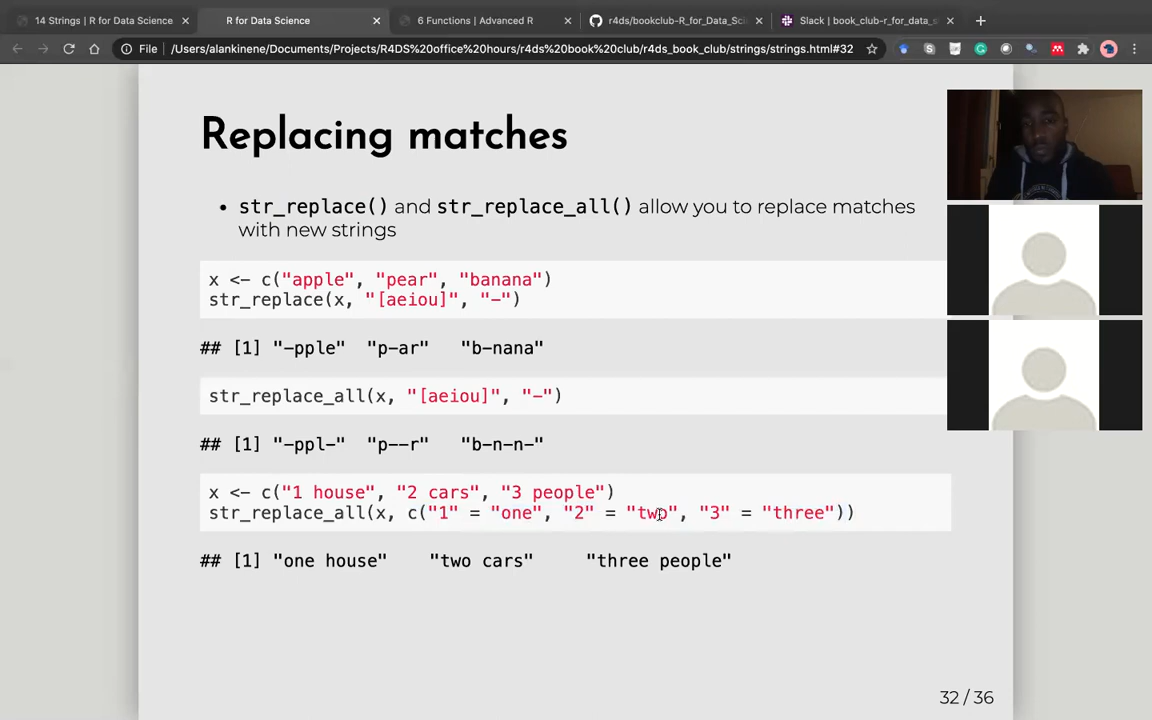 14 Strings | R for Data Science
R for Data Science
6 Functions | Advanced R
r4ds/bookclub-R_for_Data_Sci
Slack | book_club-r_for_data_s
File
/Users/alankinene/Documents/Projects/R4DS%20office%20hours/r4ds%20book%20club/r4ds_book_club/strings/strings.html#32
Replacing matches
• str_replace() and str_replace_all() allow you to replace matches
with new strings
x <- c("apple", "pear", "banana")
str_replace(x, "[aeiou]", "-")
## [1] "-pple" "p-ar" "b-nana"
str_replace_all(x, "[aeiou]", "-")
## [1] "-ppl-" "p--r" "b-n-n-"
x <- c("1 house", "2 cars", "3 people")
str_replace_all(x, c("1" = "one", "2" = "two", "3" = "three"))
## [1] "one house" "two cars" "three people"
32 / 36